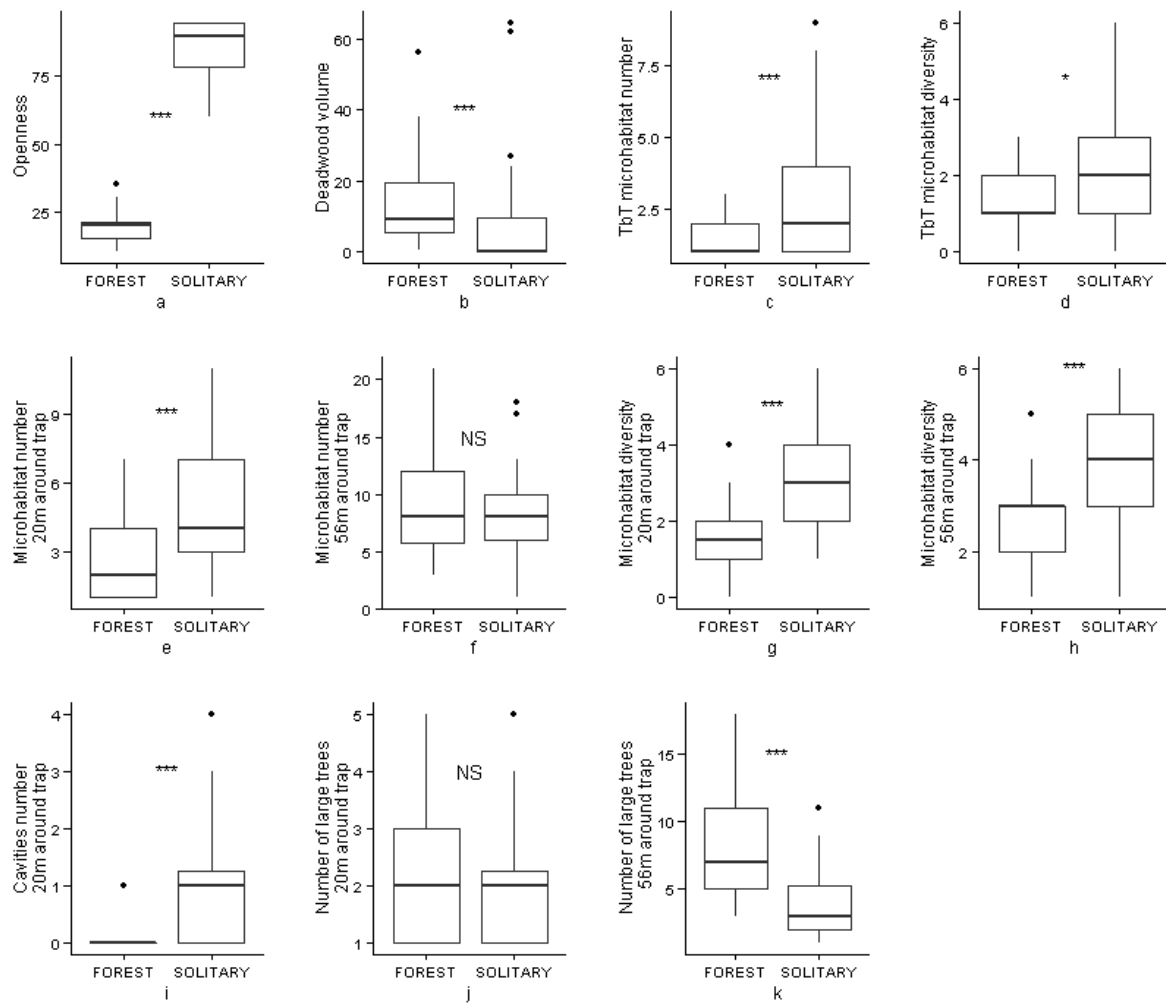 Openness
75
50
25
***
FOREST SOLITARY
a
Deadwood volume
60
40
20
0
***
FOREST SOLITARY
b
TbT microhabitat number
7.5
5.0
2.5
***
FOREST SOLITARY
c
TbT microhabitat diversity
6
4
2
0
*
FOREST SOLITARY
d
Microhabitat number
20m around trap
9
6
3
***
FOREST SOLITARY
e
Microhabitat number
56m around trap
20
15
10
5
0
NS
FOREST SOLITARY
f
Microhabitat diversity
20m around trap
6
4
2
0
***
FOREST SOLITARY
g
Microhabitat diversity
56m around trap
6
4
2
***
FOREST SOLITARY
h
Cavities number
20m around trap
4
3
2
1
0
***
FOREST SOLITARY
i
Number of large trees
20m around trap
5
4
3
2
1
NS
FOREST SOLITARY
j
Number of large trees
56m around trap
15
10
5
***
FOREST SOLITARY
k